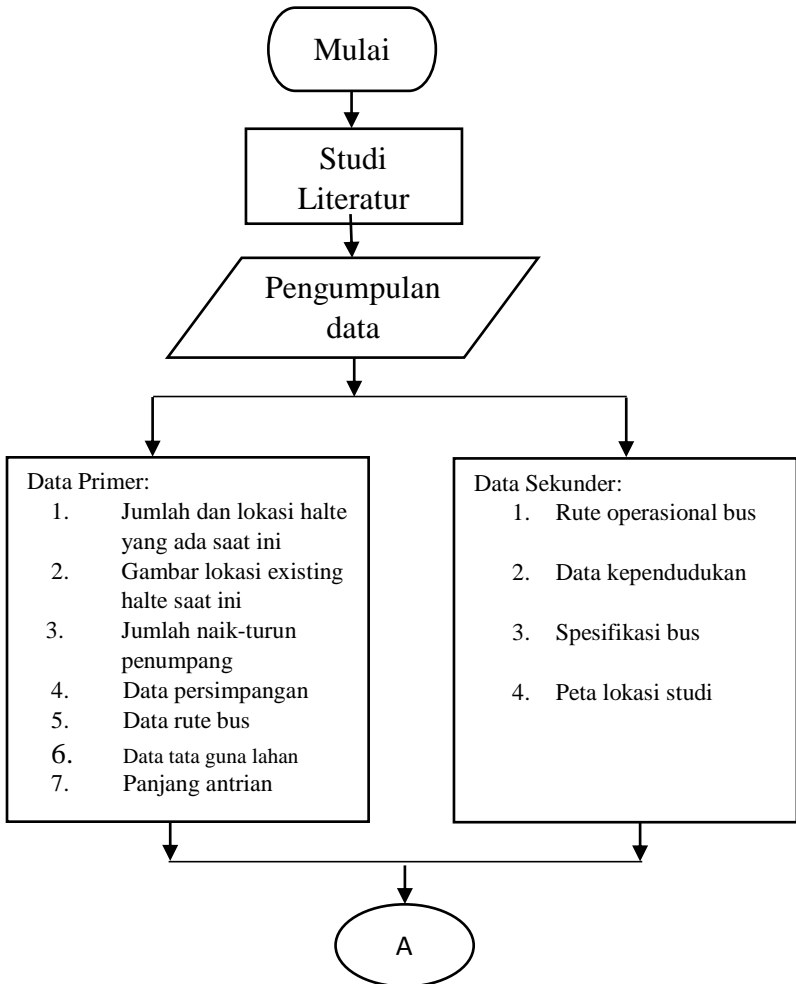 Mulai
Studi
Literatur
Pengumpulan
data
Data Primer:
1. Jumlah dan lokasi halte
yang ada saat ini
2. Gambar lokasi existing
halte saat ini
3. Jumlah naik-turun
penumpang
4. Data persimpangan
5. Data rute bus
6. Data tata guna lahan
7. Panjang antrian
Data Sekunder:
1. Rute operasional bus
2. Data kependudukan
3. Spesifikasi bus
4. Peta lokasi studi
A